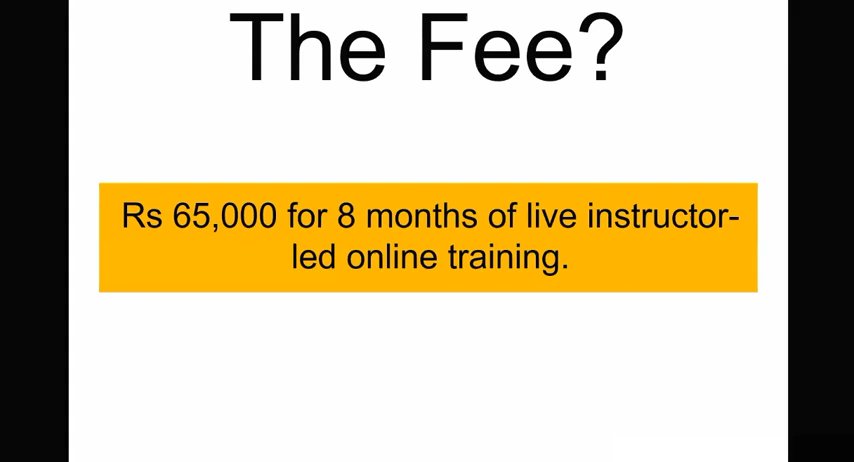 The Fee?
Rs 65,000 for 8 months of live instructor-
led online training.